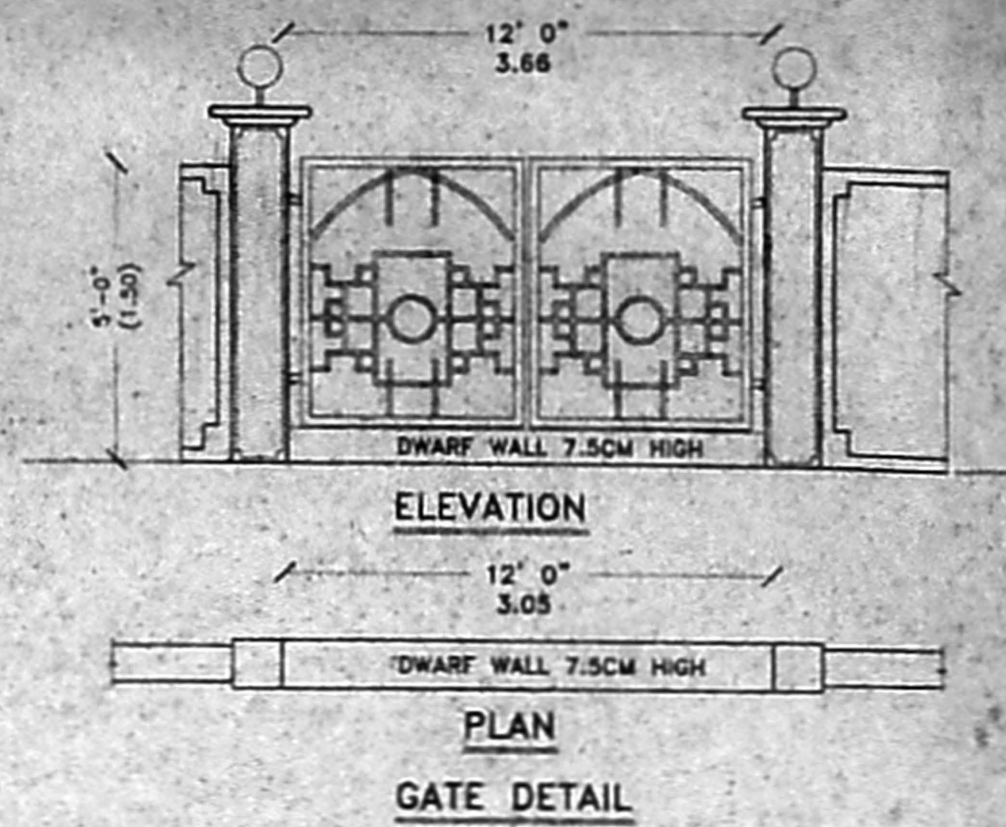 12' 0"
3.66
5'-0"
(1.50)
DWARF WALL 7.5CM HIGH
ELEVATION
12' 0"
3.05
DWARF WALL 7.5CM HIGH
PLAN
GATE DETAIL